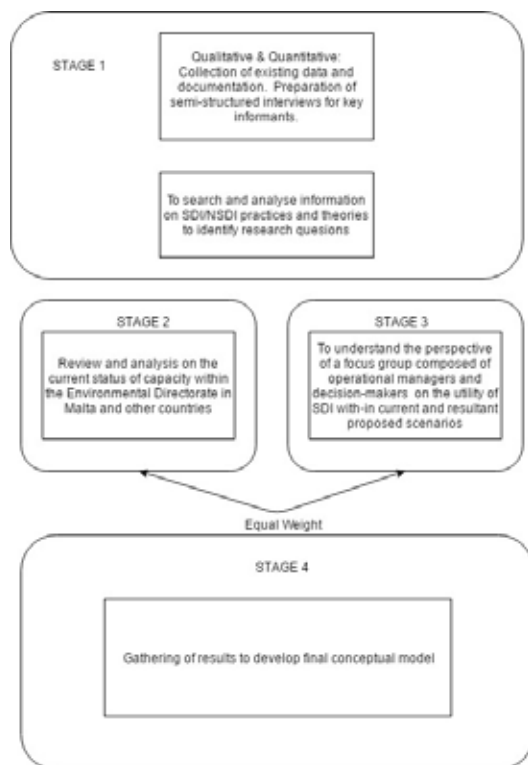 STAGE 1
Qualitative & Quantitative:
Collection of existing data and
documentation. Preparation of
semi-structured interviews for key
informants.
To search and analyse information
on SDI/NSDI practices and theories
to identify research quesions
STAGE 2
Review and analysis on the
current status of capacity within
the Environmental Directorate in
Malta and other countries
STAGE 3
To understand the perspective
of a focus group composed of
operational managers and
decision-makers on the utility of
SDI with-in current and resultant
proposed scenarios
Equal Weight
STAGE 4
Gathering of results to develop final conceptual model